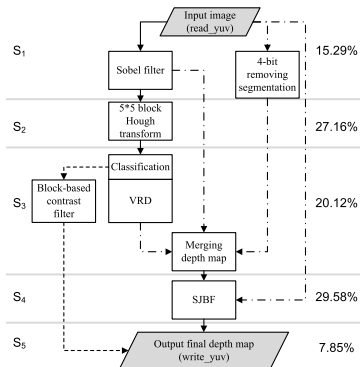 Input image
(read_yuv)
S1
15.29%
Sobel filter
4-bit
removing
segmentation
5*5 block
Hough
transform
S2
27.16%
Classification
Block-based
contrast
filter
VRD
S3
20.12%
Merging
depth map
S4
SJBF
29.58%
S5
Output final depth map
(write_yuv)
7.85%